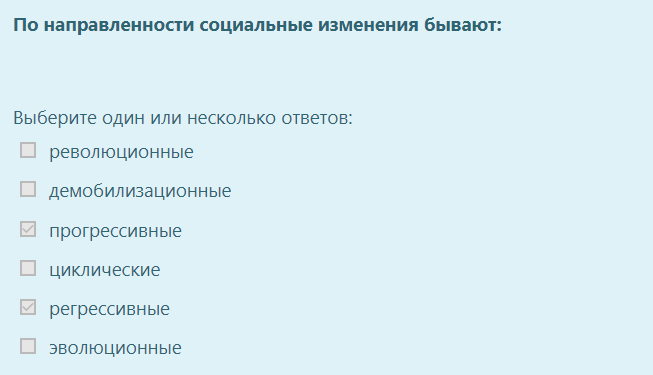 По направленности социальные изменения бывают:
Выберите один или несколько ответов:
революционные
демобилизационные
прогрессивные
циклические
регрессивные
эволюционные